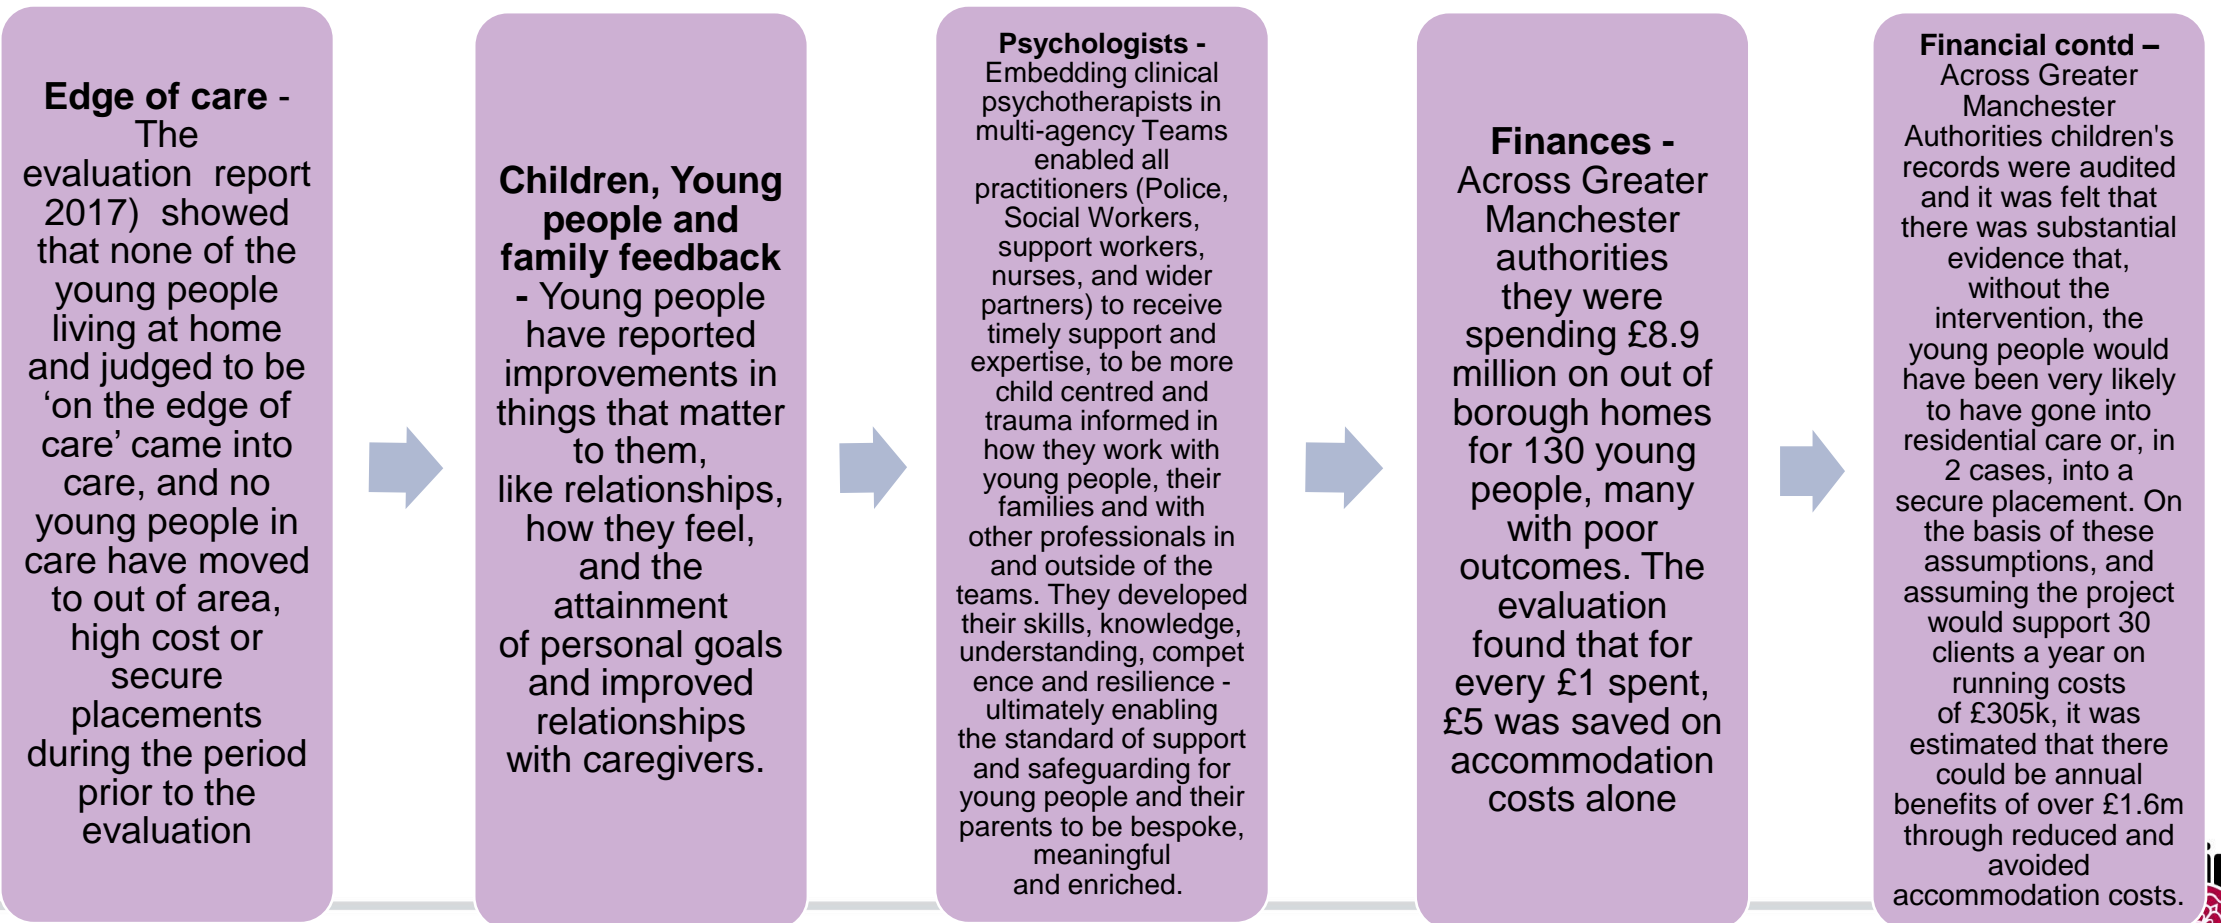 Edge of care -
The
evaluation report
2017) showed
that none of the
young people
living at home
and judged to be
‘on the edge of
care’ came into
care, and no
young people in
care have moved
to out of area,
high cost or
secure
placements
during the period
prior to the
evaluation
Children, Young
people and
family feedback
- Young people
have reported
improvements in
things that matter
to them,
like relationships,
how they feel,
and the
attainment
of personal goals
and improved
relationships
with caregivers.
Psychologists -
Embedding clinical
psychotherapists in
multi-agency Teams
enabled all
practitioners (Police,
Social Workers,
support workers,
nurses, and wider
partners) to receive
timely support and
expertise, to be more
child centred and
trauma informed in
how they work with
young people, their
families and with
other professionals in
and outside of the
teams. They developed
their skills, knowledge,
understanding, compet
ence and resilience -
ultimately enabling
the standard of support
and safeguarding for
young people and their
parents to be bespoke,
meaningful
and enriched.
Finances -
Across Greater
Manchester
authorities
they were
spending £8.9
million on out of
borough homes
for 130 young
people, many
with poor
outcomes. The
evaluation
found that for
every £1 spent,
£5 was saved on
accommodation
costs alone
Financial contd –
Across Greater
Manchester
Authorities children's
records were audited
and it was felt that
there was substantial
evidence that,
without the
intervention, the
young people would
have been very likely
to have gone into
residential care or, in
2 cases, into a
secure placement. On
the basis of these
assumptions, and
assuming the project
would support 30
clients a year on
running costs
of £305k, it was
estimated that there
could be annual
benefits of over £1.6m
through reduced and
avoided
accommodation costs.